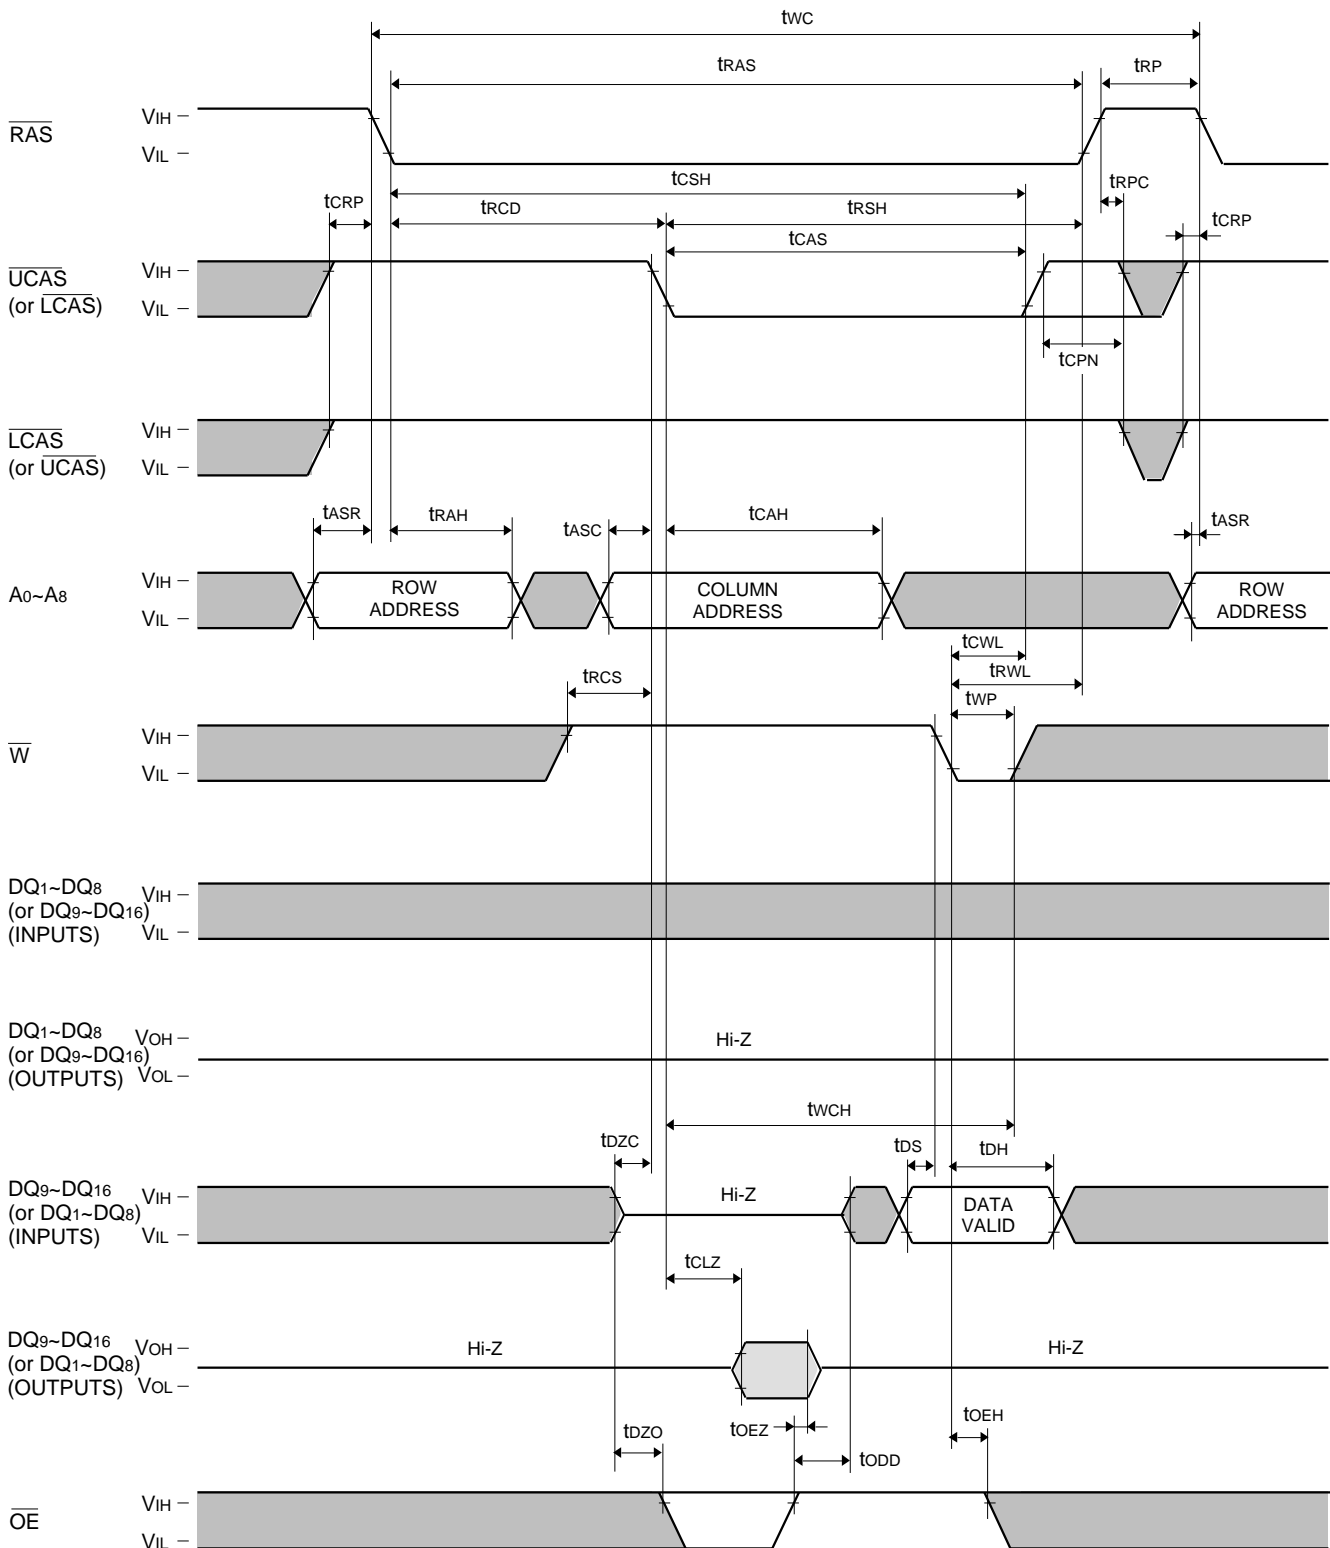 tWC
tRAS
tRP
RAS
VIH
VIL
tCSH
tCRP
tRCD
tRSH
tRPC
tCRP
tCAS
UCAS
(or LCAS)
VIH
VIL
tCPN
LCAS
(or UCAS)
VIH
VIL
tASR
tRAH
tASC
tCAH
tASR
A0~A8
VIH
VIL
ROW
ADDRESS
COLUMN
ADDRESS
ROW
ADDRESS
tCWL
tRWL
tRCS
tWP
W
VIH
VIL
DQ1~DQ8
(or DQ9~DQ16)
(INPUTS)
VIH
VIL
DQ1~DQ8
(or DQ9~DQ16)
(OUTPUTS)
VOH
VOL
Hi-Z
tWCH
tDZC
tDS
tDH
DQ9~DQ16
(or DQ1~DQ8)
(INPUTS)
VIH
VIL
Hi-Z
DATA
VALID
tCLZ
DQ9~DQ16
(or DQ1~DQ8)
(OUTPUTS)
VOH
VOL
Hi-Z
Hi-Z
tDZO
tOEZ
tODD
tOEH
OE
VIH
VIL